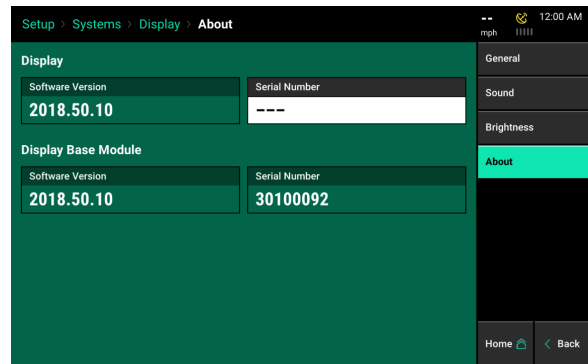 Setup > Systems > Display > About
-- mph
12:00 AM
Display
Software Version
2018.50.10
Serial Number
---
Display Base Module
Software Version
2018.50.10
Serial Number
30100092
General
Sound
Brightness
About
Home
< Back